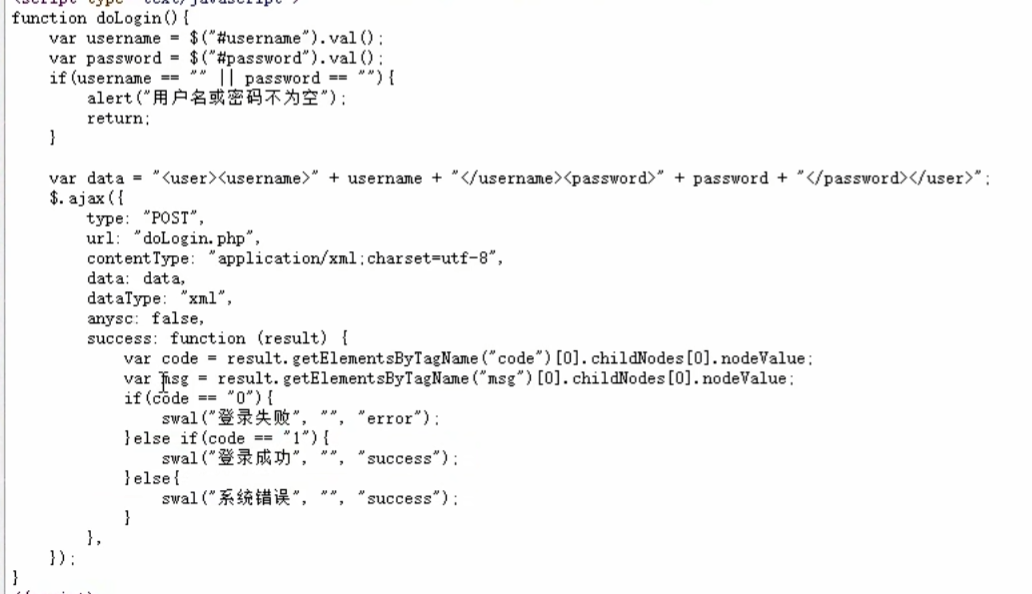 <script type="text/javascript">
function doLogin(){
    var username = $("#username").val();
    var password = $("#password").val();
    if(username == "" || password == ""){
        alert("用户名或密码不为空");
        return;
    }

    var data = "<user><username>" + username + "</username><password>" + password + "</password></user>";
    $.ajax({
        type: "POST",
        url: "doLogin.php",
        contentType: "application/xml;charset=utf-8",
        data: data,
        dataType: "xml",
        anysc: false,
        success: function (result) {
            var code = result.getElementsByTagName("code")[0].childNodes[0].nodeValue;
            var msg = result.getElementsByTagName("msg")[0].childNodes[0].nodeValue;
            if(code == "0"){
                swal("登录失败", "", "error");
            }else if(code == "1"){
                swal("登录成功", "", "success");
            }else{
                swal("系统错误", "", "success");
            }
        },
    });
}